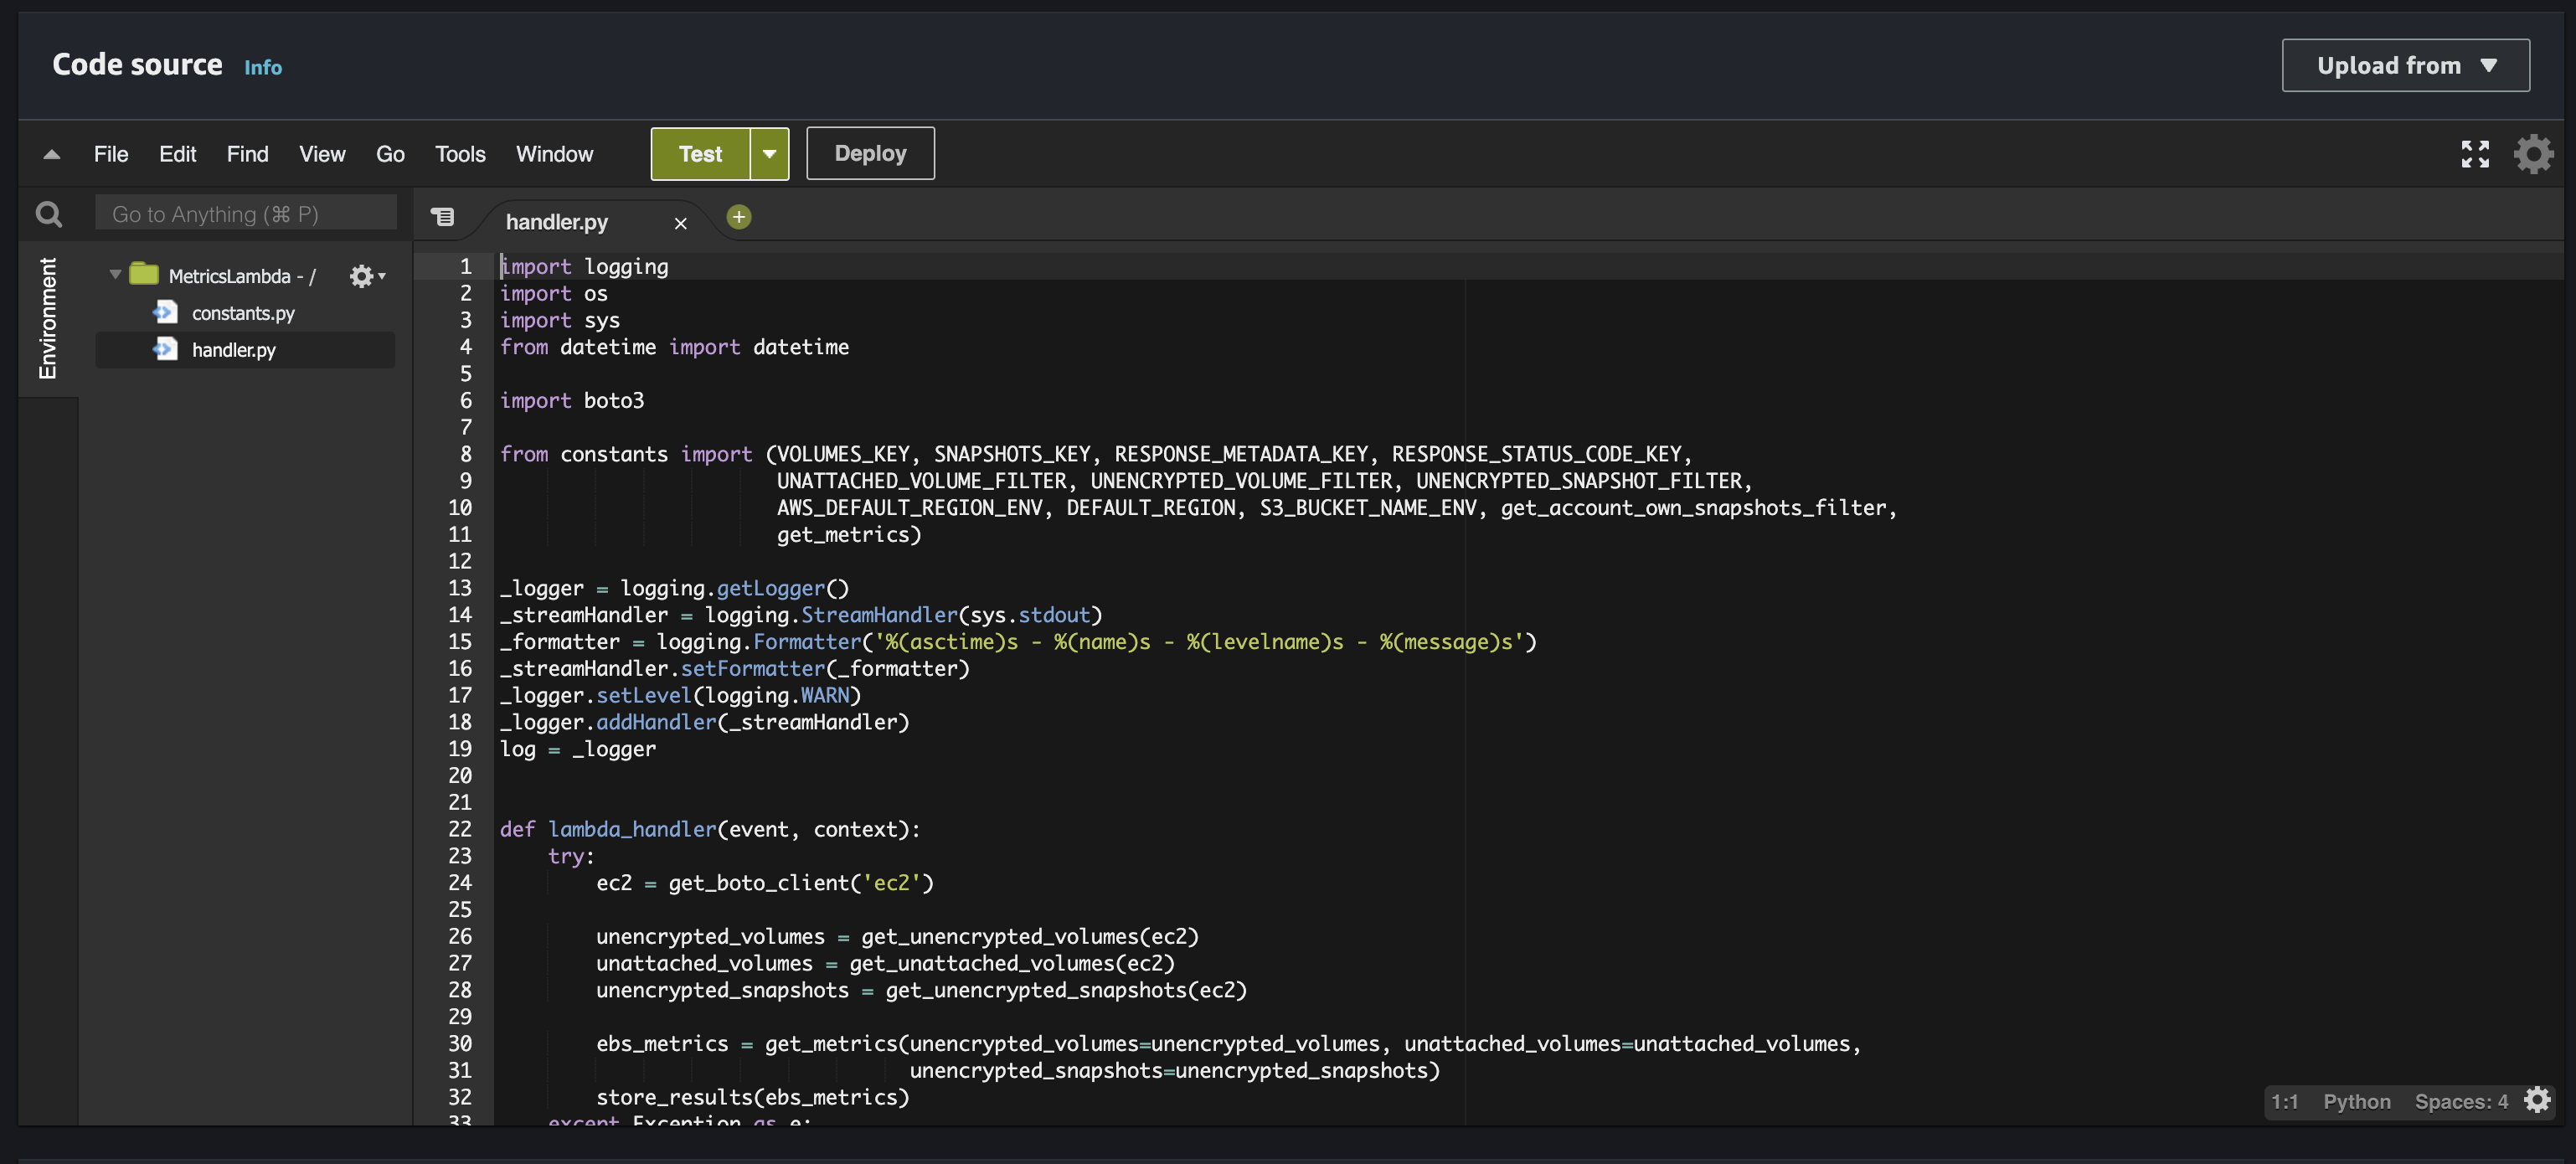 Code source Info
Upload from
File Edit Find View Go Tools Window Test Deploy
Go to Anything (⌘ P)
handler.py
Environment
MetricsLambda - /
constants.py
handler.py
1 import logging
2 import os
3 import sys
4 from datetime import datetime
5
6 import boto3
7
8 from constants import (VOLUMES_KEY, SNAPSHOTS_KEY, RESPONSE_METADATA_KEY, RESPONSE_STATUS_CODE_KEY,
9 UNATTACHED_VOLUME_FILTER, UNENCRYPTED_VOLUME_FILTER, UNENCRYPTED_SNAPSHOT_FILTER,
10 AWS_DEFAULT_REGION_ENV, DEFAULT_REGION, S3_BUCKET_NAME_ENV, get_account_own_snapshots_filter,
11 get_metrics)
12
13 _logger = logging.getLogger()
14 _streamHandler = logging.StreamHandler(sys.stdout)
15 _formatter = logging.Formatter('%(asctime)s - %(name)s - %(levelname)s - %(message)s')
16 _streamHandler.setFormatter(_formatter)
17 _logger.setLevel(logging.WARN)
18 _logger.addHandler(_streamHandler)
19 log = _logger
20
21
22 def lambda_handler(event, context):
23 try:
24 ec2 = get_boto_client('ec2')
25
26 unencrypted_volumes = get_unencrypted_volumes(ec2)
27 unattached_volumes = get_unattached_volumes(ec2)
28 unencrypted_snapshots = get_unencrypted_snapshots(ec2)
29
30 ebs_metrics = get_metrics(unencrypted_volumes=unencrypted_volumes, unattached_volumes=unattached_volumes,
31 unencrypted_snapshots=unencrypted_snapshots)
32 store_results(ebs_metrics)
33 except Exception as e:
1:1 Python Spaces: 4